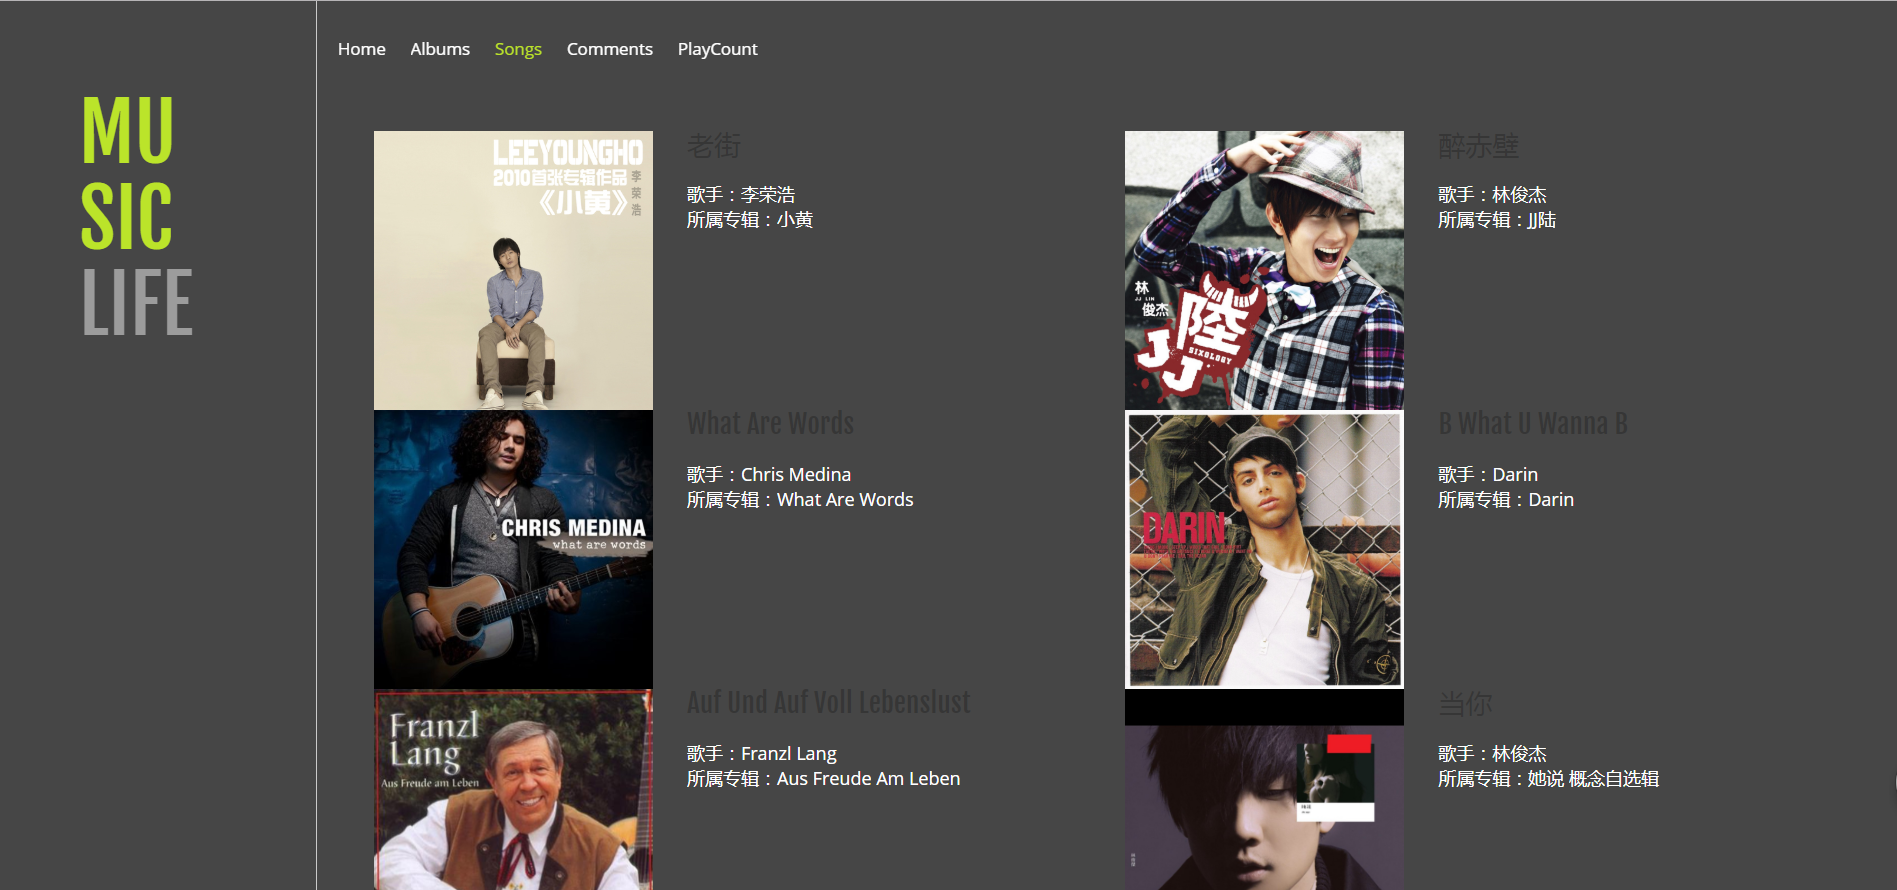 Home Albums Songs Comments PlayCount
MU
SIC
LIFE
LEEYOUNGHO
2010首张专辑作品
《小黄》
李荣浩
老街
歌手：李荣浩
所属专辑：小黄
林
JJ LIN
俊杰
陸
SIXOLOGY
JJ
醉赤壁
歌手：林俊杰
所属专辑：JJ陆
CHRIS MEDINA
what are words
What Are Words
歌手：Chris Medina
所属专辑：What Are Words
DARIN
B What U Wanna B
歌手：Darin
所属专辑：Darin
Franzl
Lang
Aus Freude am Leben
Auf Und Auf Voll Lebenslust
歌手：Franzl Lang
所属专辑：Aus Freude Am Leben
当你
歌手：林俊杰
所属专辑：她说 概念自选辑